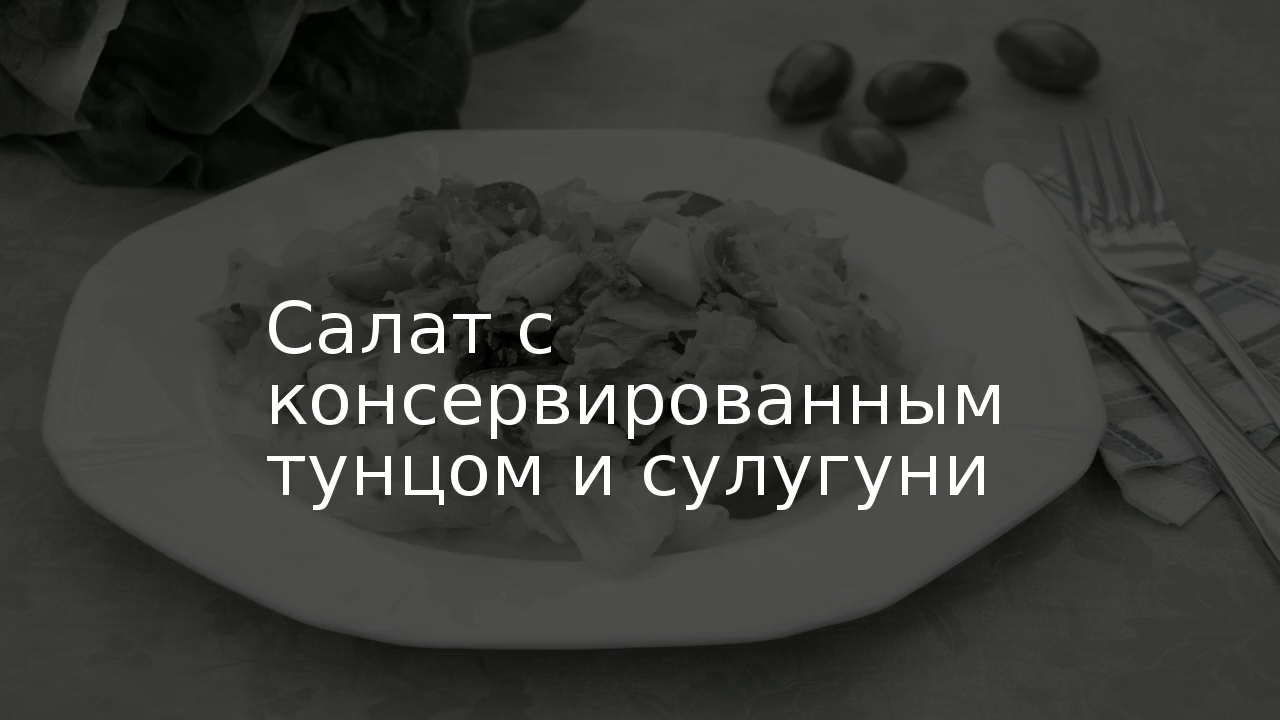 Салат с
консервированным
тунцом и сулугуни